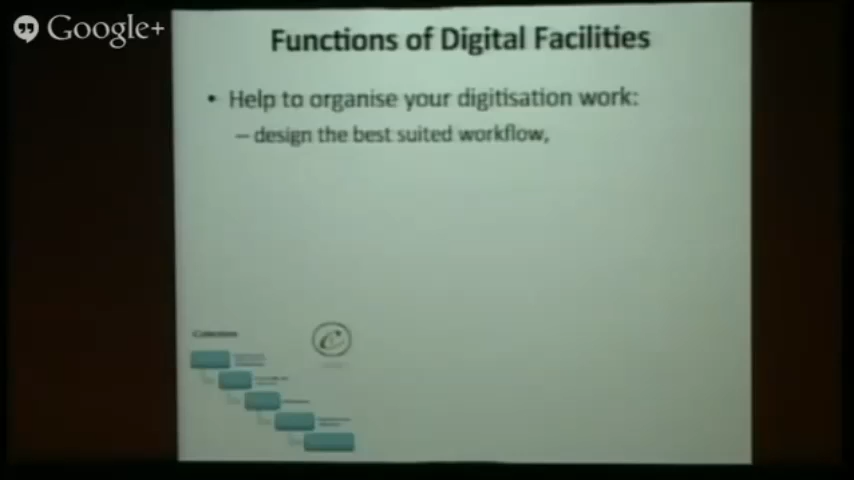 Google+
Functions of Digital Facilities
• Help to organise your digitisation work:
– design the best suited workflow,